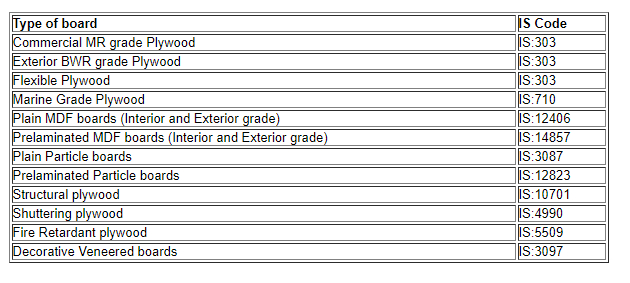 Type of board IS Code
Commercial MR grade Plywood IS:303
Exterior BWR grade Plywood IS:303
Flexible Plywood IS:303
Marine Grade Plywood IS:710
Plain MDF boards (Interior and Exterior grade) IS:12406
Prelaminated MDF boards (Interior and Exterior grade) IS:14857
Plain Particle boards IS:3087
Prelaminated Particle boards IS:12823
Structural plywood IS:10701
Shuttering plywood IS:4990
Fire Retardant plywood IS:5509
Decorative Veneered boards IS:3097